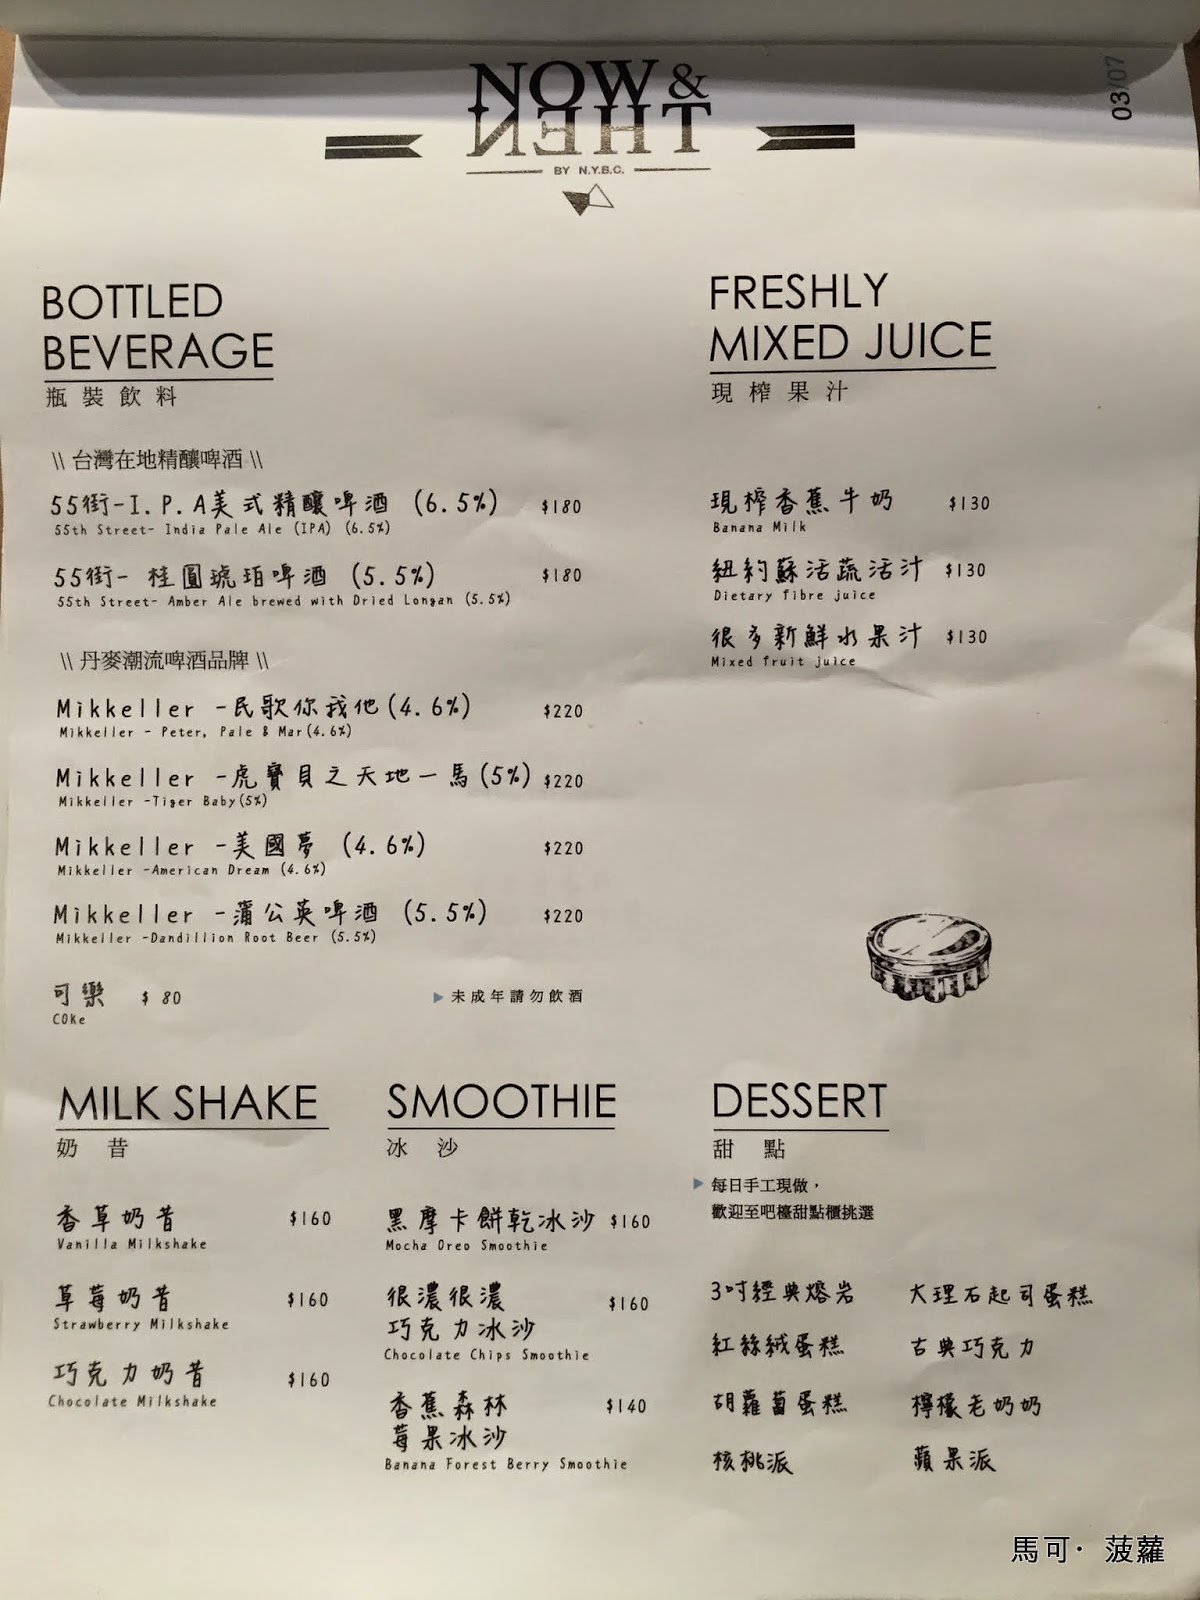 NOW &
THEN
BY N.Y.B.C.
03/07
BOTTLED
BEVERAGE
瓶裝飲料
\\ 台灣在地精釀啤酒 \\
55街-I.P.A美式精釀啤酒 (6.5%) $180
55th Street- India Pale Ale (IPA) (6.5%)
55街- 桂圓琥珀啤酒 (5.5%) $180
55th Street- Amber Ale brewed with Dried Longan (5.5%)
\\ 丹麥潮流啤酒品牌 \\
Mikkeller -民歌你我他(4.6%) $220
Mikkeller - Peter, Pale & Mar(4.6%)
Mikkeller -虎寶貝之天地一馬(5%) $220
Mikkeller -Tiger Baby(5%)
Mikkeller -美國夢 (4.6%) $220
Mikkeller -American Dream (4.6%)
Mikkeller -蒲公英啤酒 (5.5%) $220
Mikkeller -Dandillion Root Beer (5.5%)
可樂 $ 80
COKe
未成年請勿飲酒
FRESHLY
MIXED JUICE
現榨果汁
現榨香蕉牛奶 $130
Banana Milk
紐約蘇活蔬活汁 $130
Dietary fibre juice
很多新鮮水果汁 $130
Mixed fruit juice
MILK SHAKE
奶昔
香草奶昔 $160
Vanilla Milkshake
草莓奶昔 $160
Strawberry Milkshake
巧克力奶昔 $160
Chocolate Milkshake
SMOOTHIE
冰沙
黑摩卡餅乾冰沙 $160
Mocha Oreo Smoothie
很濃很濃 $160
巧克力冰沙
Chocolate Chips Smoothie
香蕉森林 $140
莓果冰沙
Banana Forest Berry Smoothie
DESSERT
甜點
每日手工現做，
歡迎至吧檯甜點櫃挑選
3吋經典熔岩 大理石起司蛋糕
紅絲絨蛋糕 古典巧克力
胡蘿蔔蛋糕 檸檬老奶奶
核桃派 蘋果派
馬可·菠蘿